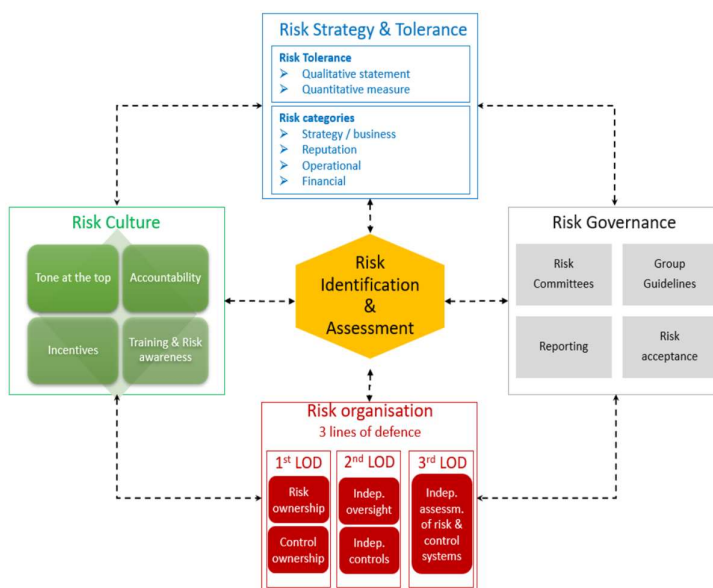 Risk Strategy & Tolerance
Risk Tolerance
➢ Qualitative statement
➢ Quantitative measure
Risk categories
➢ Strategy / business
➢ Reputation
➢ Operational
➢ Financial
Risk Culture
Tone at the top
Accountability
Incentives
Training & Risk
awareness
Risk
Identification
&
Assessment
Risk Governance
Risk
Committees
Group
Guidelines
Reporting
Risk
acceptance
Risk organisation
3 lines of defence
1st LOD
Risk
ownership
Control
ownership
2nd LOD
Indep.
oversight
Indep.
controls
3rd LOD
Indep.
assessm.
of risk &
control
systems